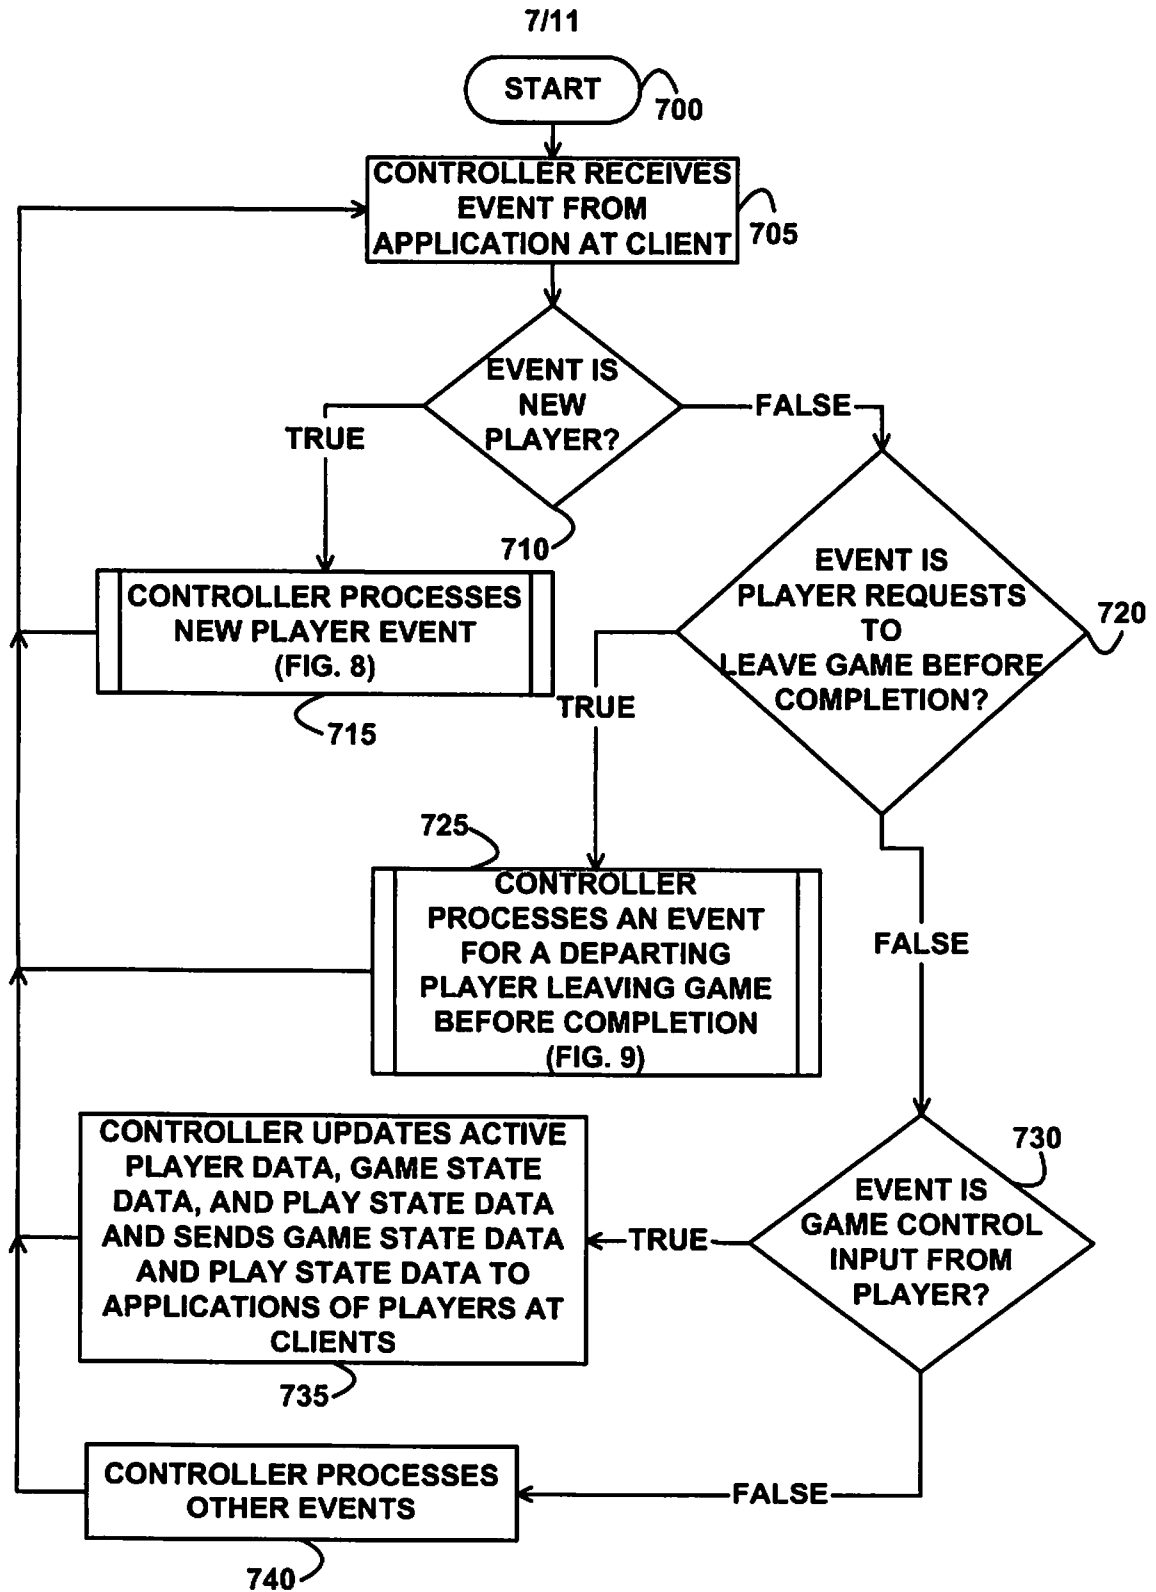 7/11
START
700
CONTROLLER RECEIVES
EVENT FROM
APPLICATION AT CLIENT
705
EVENT IS
NEW
PLAYER?
FALSE
TRUE
710
EVENT IS
PLAYER REQUESTS
TO
LEAVE GAME BEFORE
COMPLETION?
720
CONTROLLER PROCESSES
NEW PLAYER EVENT
(FIG. 8)
715
TRUE
725
CONTROLLER
PROCESSES AN EVENT
FOR A DEPARTING
PLAYER LEAVING GAME
BEFORE COMPLETION
(FIG. 9)
FALSE
730
EVENT IS
GAME CONTROL
INPUT FROM
PLAYER?
TRUE
CONTROLLER UPDATES ACTIVE
PLAYER DATA, GAME STATE
DATA, AND PLAY STATE DATA
AND SENDS GAME STATE DATA
AND PLAY STATE DATA TO
APPLICATIONS OF PLAYERS AT
CLIENTS
735
FALSE
CONTROLLER PROCESSES
OTHER EVENTS
740